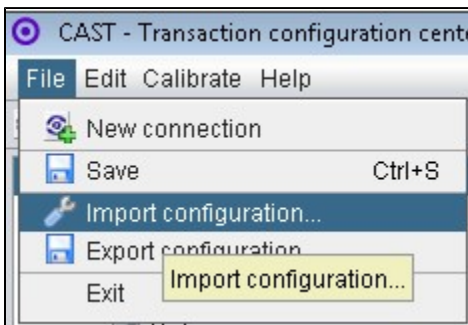 CAST - Transaction configuration cent
File Edit Calibrate Help
New connection
Save Ctrl+S
Import configuration...
Export configuration
Import configuration...
Exit